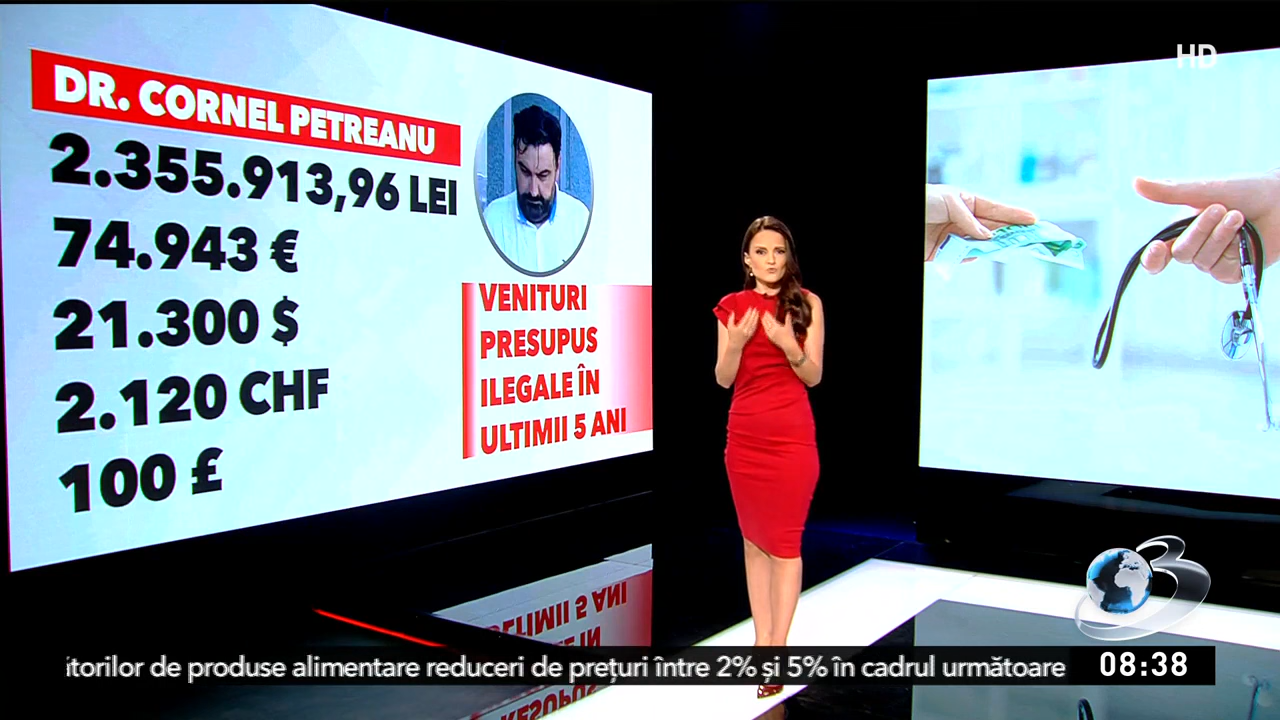 HD
DR. CORNEL PETREANU
2.355.913,96 LEI
74.943 €
21.300 $
2.120 CHF
100 £
VENITURI
PRESUPUS
ILEGALE ÎN
ULTIMII 5 ANI
3
itorilor de produse alimentare reduceri de prețuri între 2% și 5% în cadrul următoare
08:38